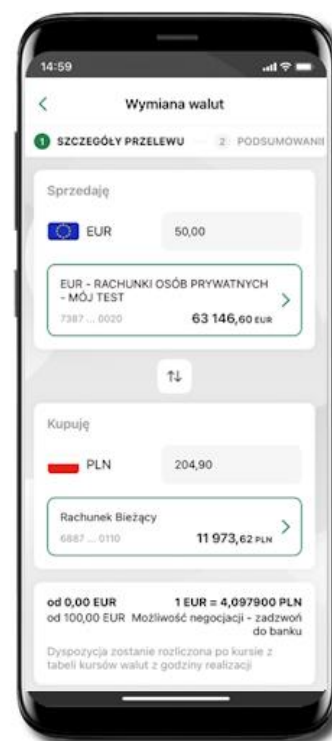 14:59
Wymiana walut
1 SZCZEGÓŁY PRZELEWU 2 PODSUMOWANIE
Sprzedaję
EUR 50,00
EUR - RACHUNKI OSÓB PRYWATNYCH
- MÓJ TEST
7387 ... 0020 63 146,60 EUR
Kupuję
PLN 204,90
Rachunek Bieżący
6887 ... 0110 11 973,62 PLN
od 0,00 EUR 1 EUR = 4,097900 PLN
od 100,00 EUR Możliwość negocjacji - zadzwoń
do banku
Dyspozycja zostanie rozliczona po kursie z
tabeli kursów walut z godziny realizacji